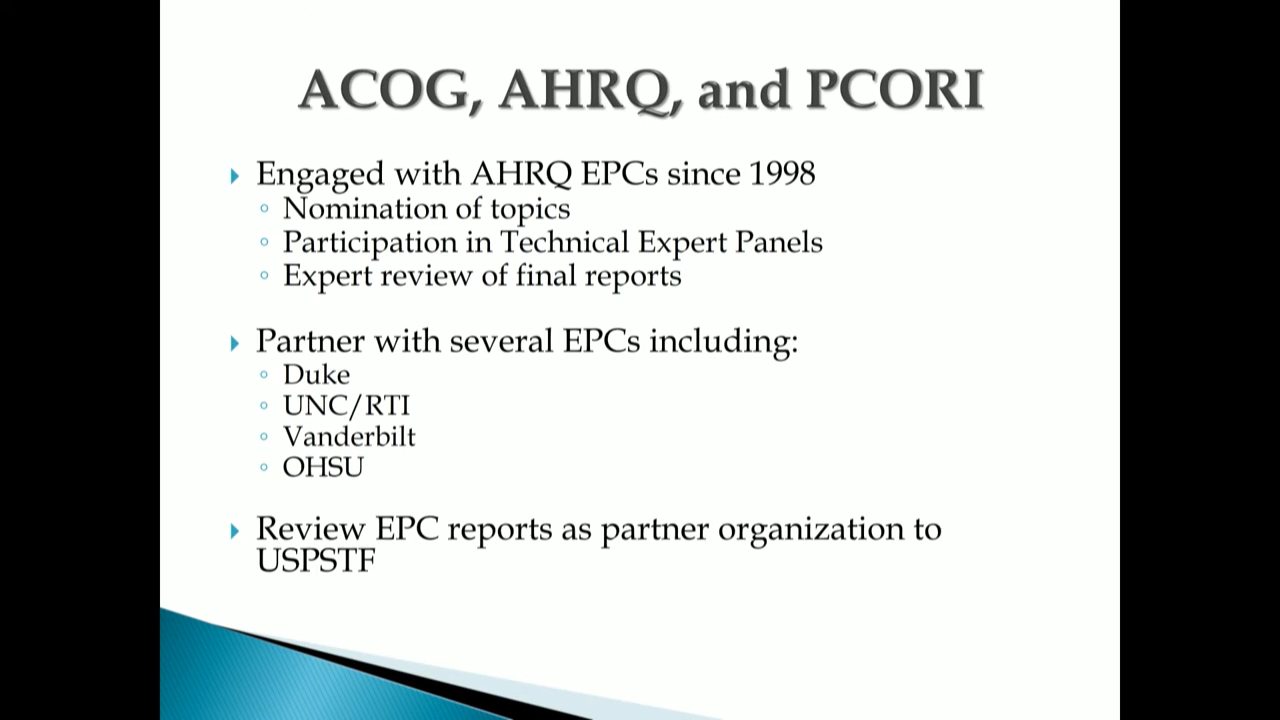 ACOG, AHRQ, and PCORI
Engaged with AHRQ EPCs since 1998
Nomination of topics
Participation in Technical Expert Panels
Expert review of final reports
Partner with several EPCs including:
Duke
UNC/RTI
Vanderbilt
OHSU
Review EPC reports as partner organization to
USPSTF